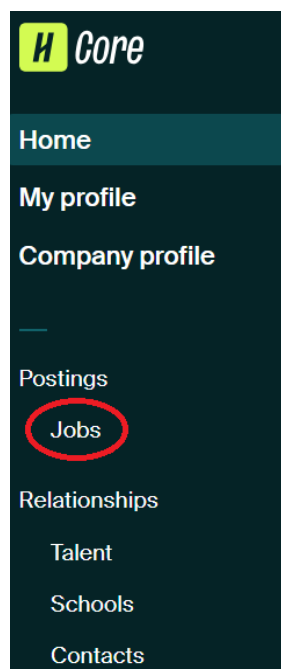 H Core
Home
My profile
Company profile
Postings
Jobs
Relationships
Talent
Schools
Contacts